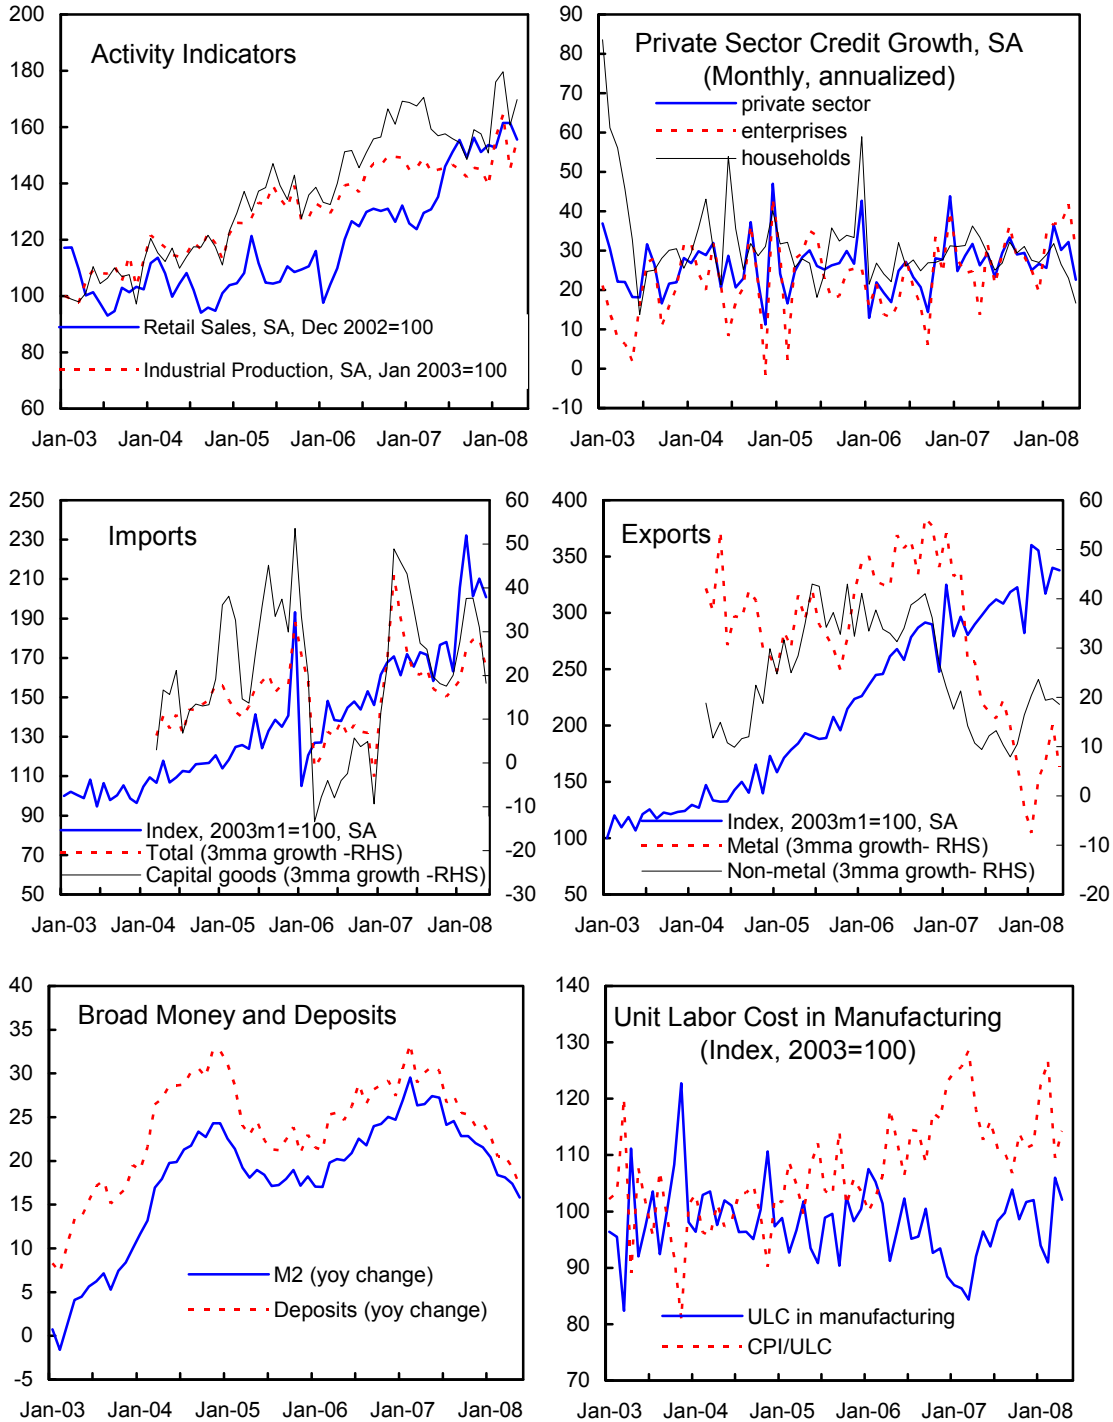 Activity Indicators
200
180
160
140
120
100
80
60
Retail Sales, SA, Dec 2002=100
Industrial Production, SA, Jan 2003=100
Jan-03 Jan-04 Jan-05 Jan-06 Jan-07 Jan-08
Private Sector Credit Growth, SA
(Monthly, annualized)
private sector
enterprises
households
90
80
70
60
50
40
30
20
10
0
-10
Jan-03 Jan-04 Jan-05 Jan-06 Jan-07 Jan-08
Imports
250
230
210
190
170
150
130
110
90
70
50
60
50
40
30
20
10
0
-10
-20
-30
Index, 2003m1=100, SA
Total (3mma growth -RHS)
Capital goods (3mma growth -RHS)
Jan-03 Jan-04 Jan-05 Jan-06 Jan-07 Jan-08
Exports
400
350
300
250
200
150
100
50
60
50
40
30
20
10
0
-10
-20
Index, 2003m1=100, SA
Metal (3mma growth- RHS)
Non-metal (3mma growth- RHS)
Jan-03 Jan-04 Jan-05 Jan-06 Jan-07 Jan-08
Broad Money and Deposits
40
35
30
25
20
15
10
5
0
-5
M2 (yoy change)
Deposits (yoy change)
Jan-03 Jan-04 Jan-05 Jan-06 Jan-07 Jan-08
Unit Labor Cost in Manufacturing
(Index, 2003=100)
140
130
120
110
100
90
80
70
ULC in manufacturing
CPI/ULC
Jan-03 Jan-04 Jan-05 Jan-06 Jan-07 Jan-08